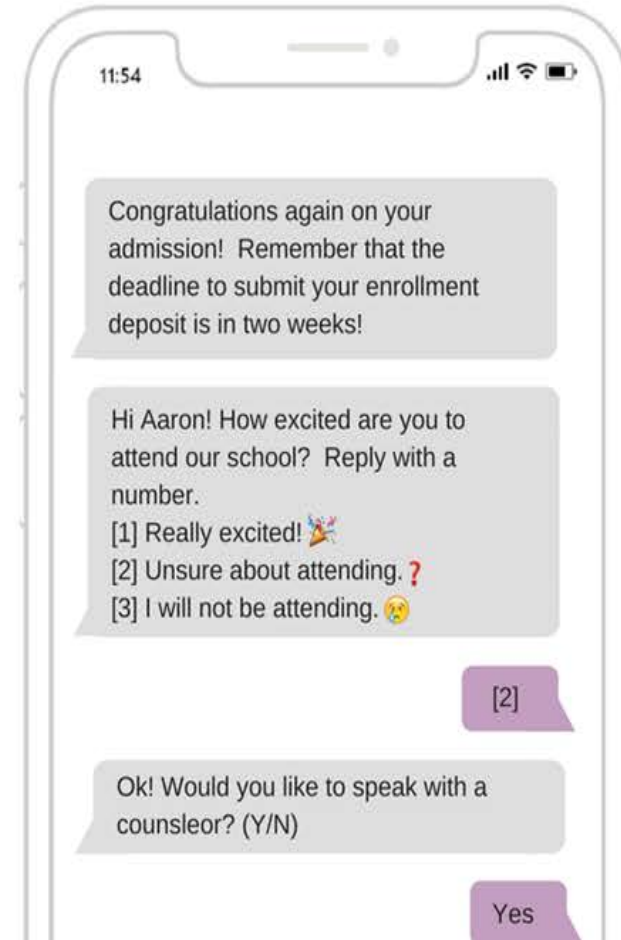 11:54
Congratulations again on your
admission! Remember that the
deadline to submit your enrollment
deposit is in two weeks!
Hi Aaron! How excited are you to
attend our school? Reply with a
number.
[1] Really excited! 🎉
[2] Unsure about attending. ❓
[3] I will not be attending. 😢
[2]
Ok! Would you like to speak with a
counsleor? (Y/N)
Yes